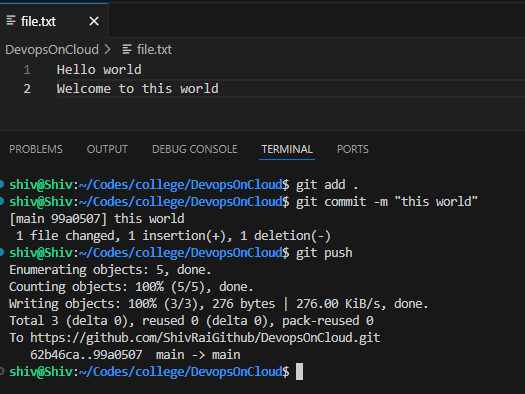 file.txt
DevopsOnCloud > file.txt
1 Hello world
2 Welcome to this world
PROBLEMS OUTPUT DEBUG CONSOLE TERMINAL PORTS
shiv@Shiv:~/Codes/college/DevopsOnCloud$ git add .
shiv@Shiv:~/Codes/college/DevopsOnCloud$ git commit -m "this world"
[main 99a0507] this world
 1 file changed, 1 insertion(+), 1 deletion(-)
shiv@Shiv:~/Codes/college/DevopsOnCloud$ git push
Enumerating objects: 5, done.
Counting objects: 100% (5/5), done.
Writing objects: 100% (3/3), 276 bytes | 276.00 KiB/s, done.
Total 3 (delta 0), reused 0 (delta 0), pack-reused 0
To https://github.com/ShivRaiGithub/DevopsOnCloud.git
   62b46ca..99a0507  main -> main
shiv@Shiv:~/Codes/college/DevopsOnCloud$